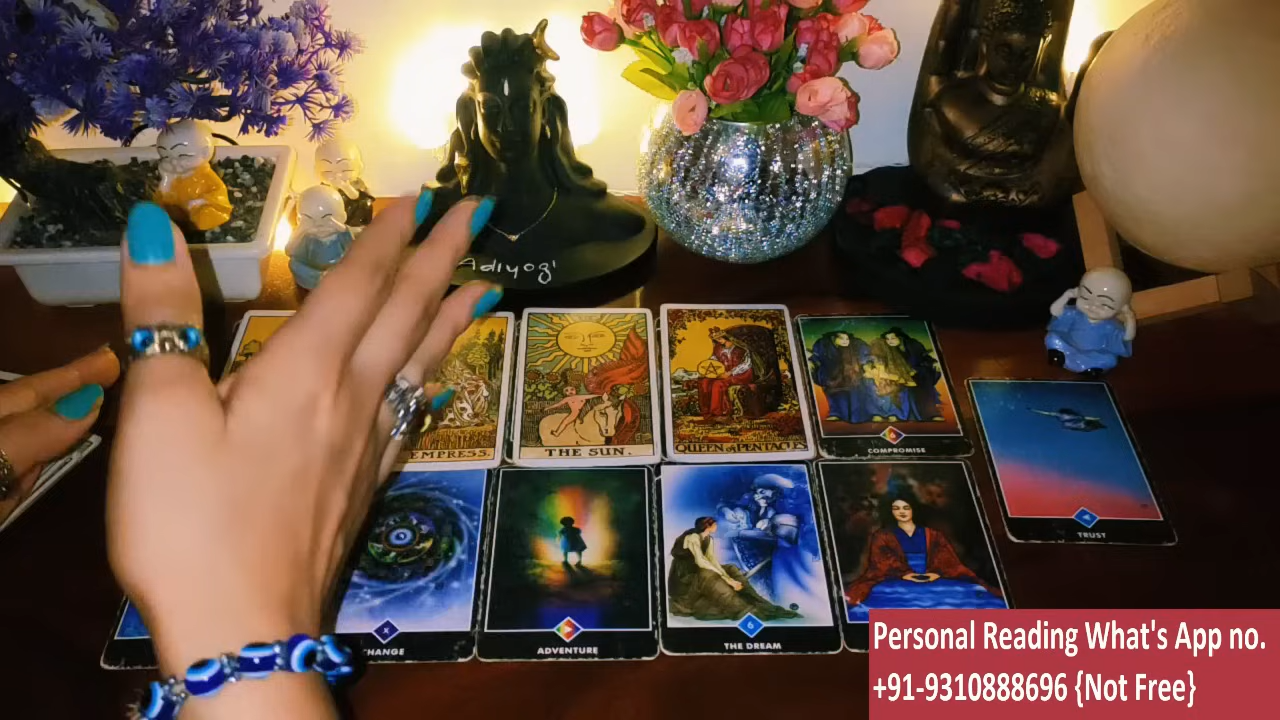 Adiyogi
EMPRESS.
THE SUN.
QUEEN of PENTACLES
COMPROMISE
TRUST
X
CHANGE
ADVENTURE
6
THE DREAM
Personal Reading What's App no.
+91-9310888696 {Not Free}